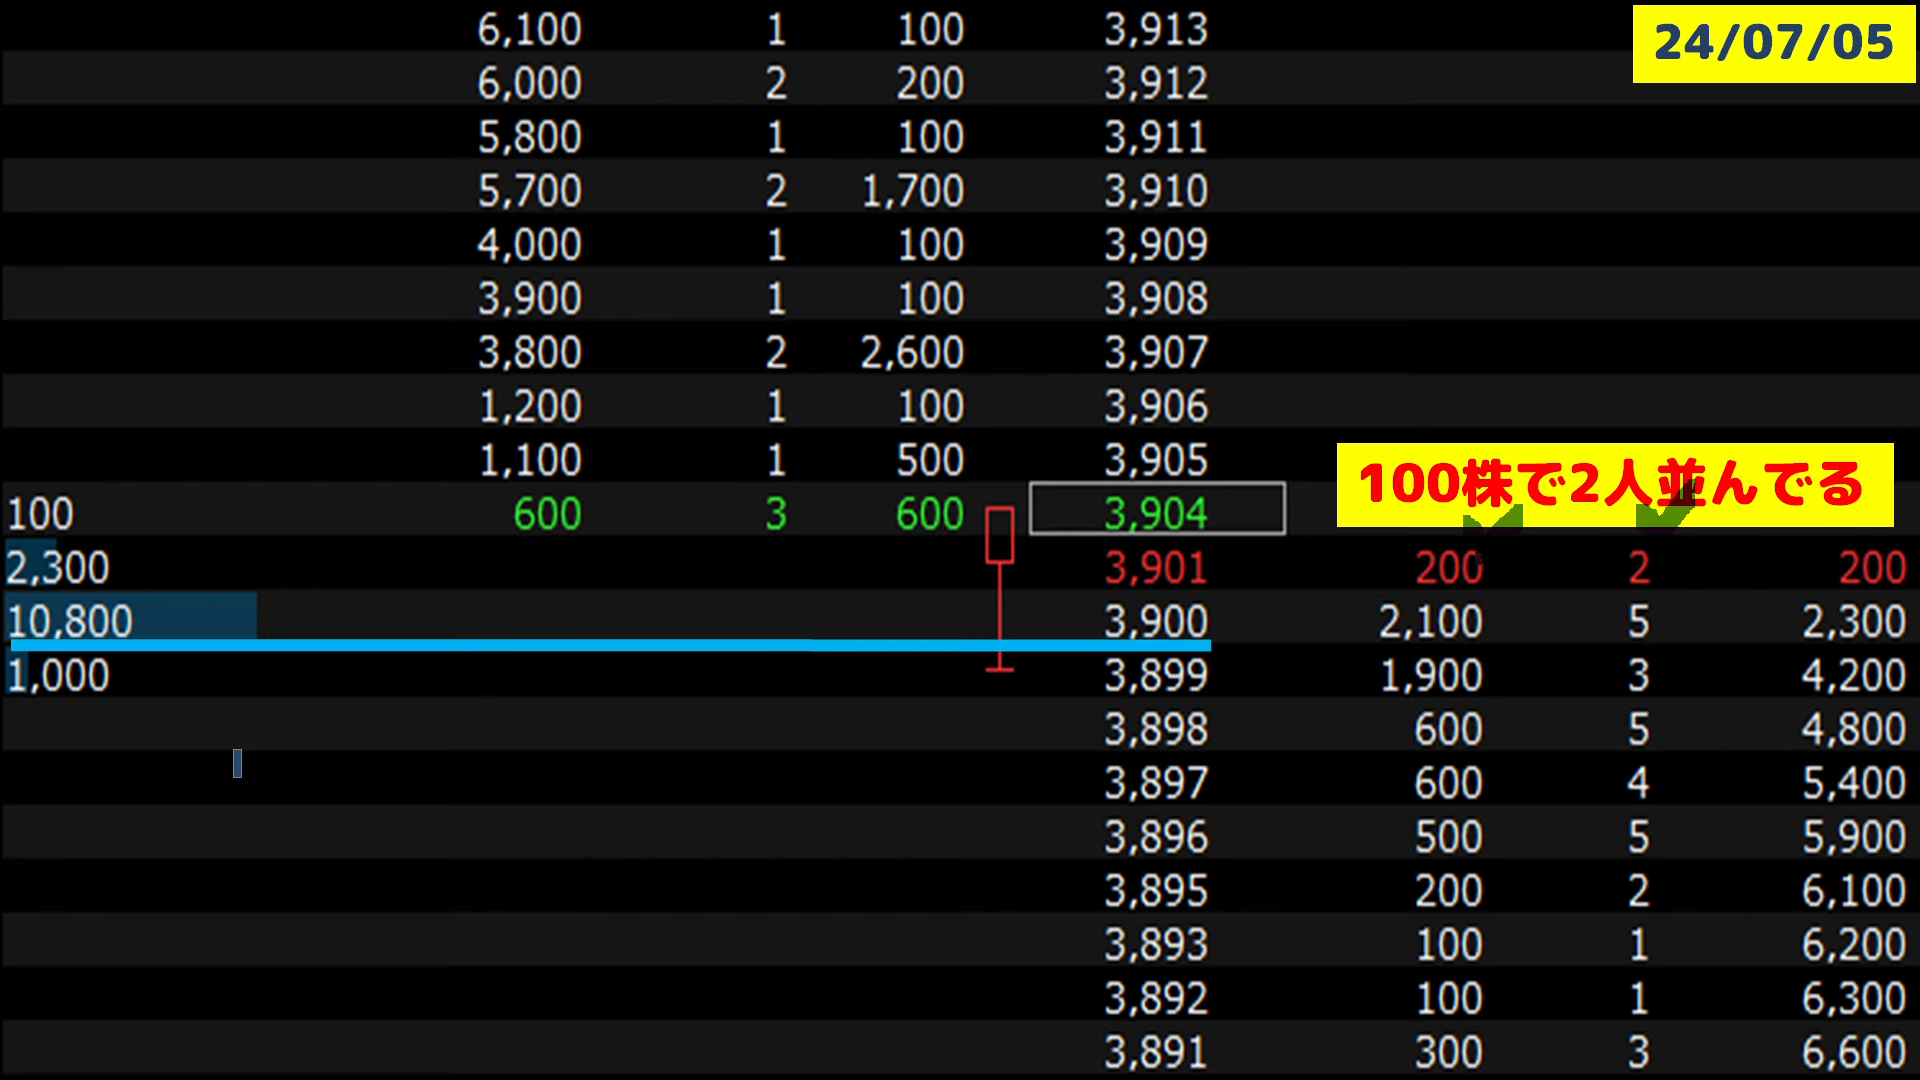 6,100 1 100 3,913
24/07/05
6,000 2 200 3,912
5,800 1 100 3,911
5,700 2 1,700 3,910
4,000 1 100 3,909
3,900 1 100 3,908
3,800 2 2,600 3,907
1,200 1 100 3,906
1,100 1 500 3,905
100株で2人並んでる
100 600 3 600 3,904
2,300 3,901 200 2 200
10,800 3,900 2,100 5 2,300
1,000 3,899 1,900 3 4,200
3,898 600 5 4,800
3,897 600 4 5,400
3,896 500 5 5,900
3,895 200 2 6,100
3,893 100 1 6,200
3,892 100 1 6,300
3,891 300 3 6,600